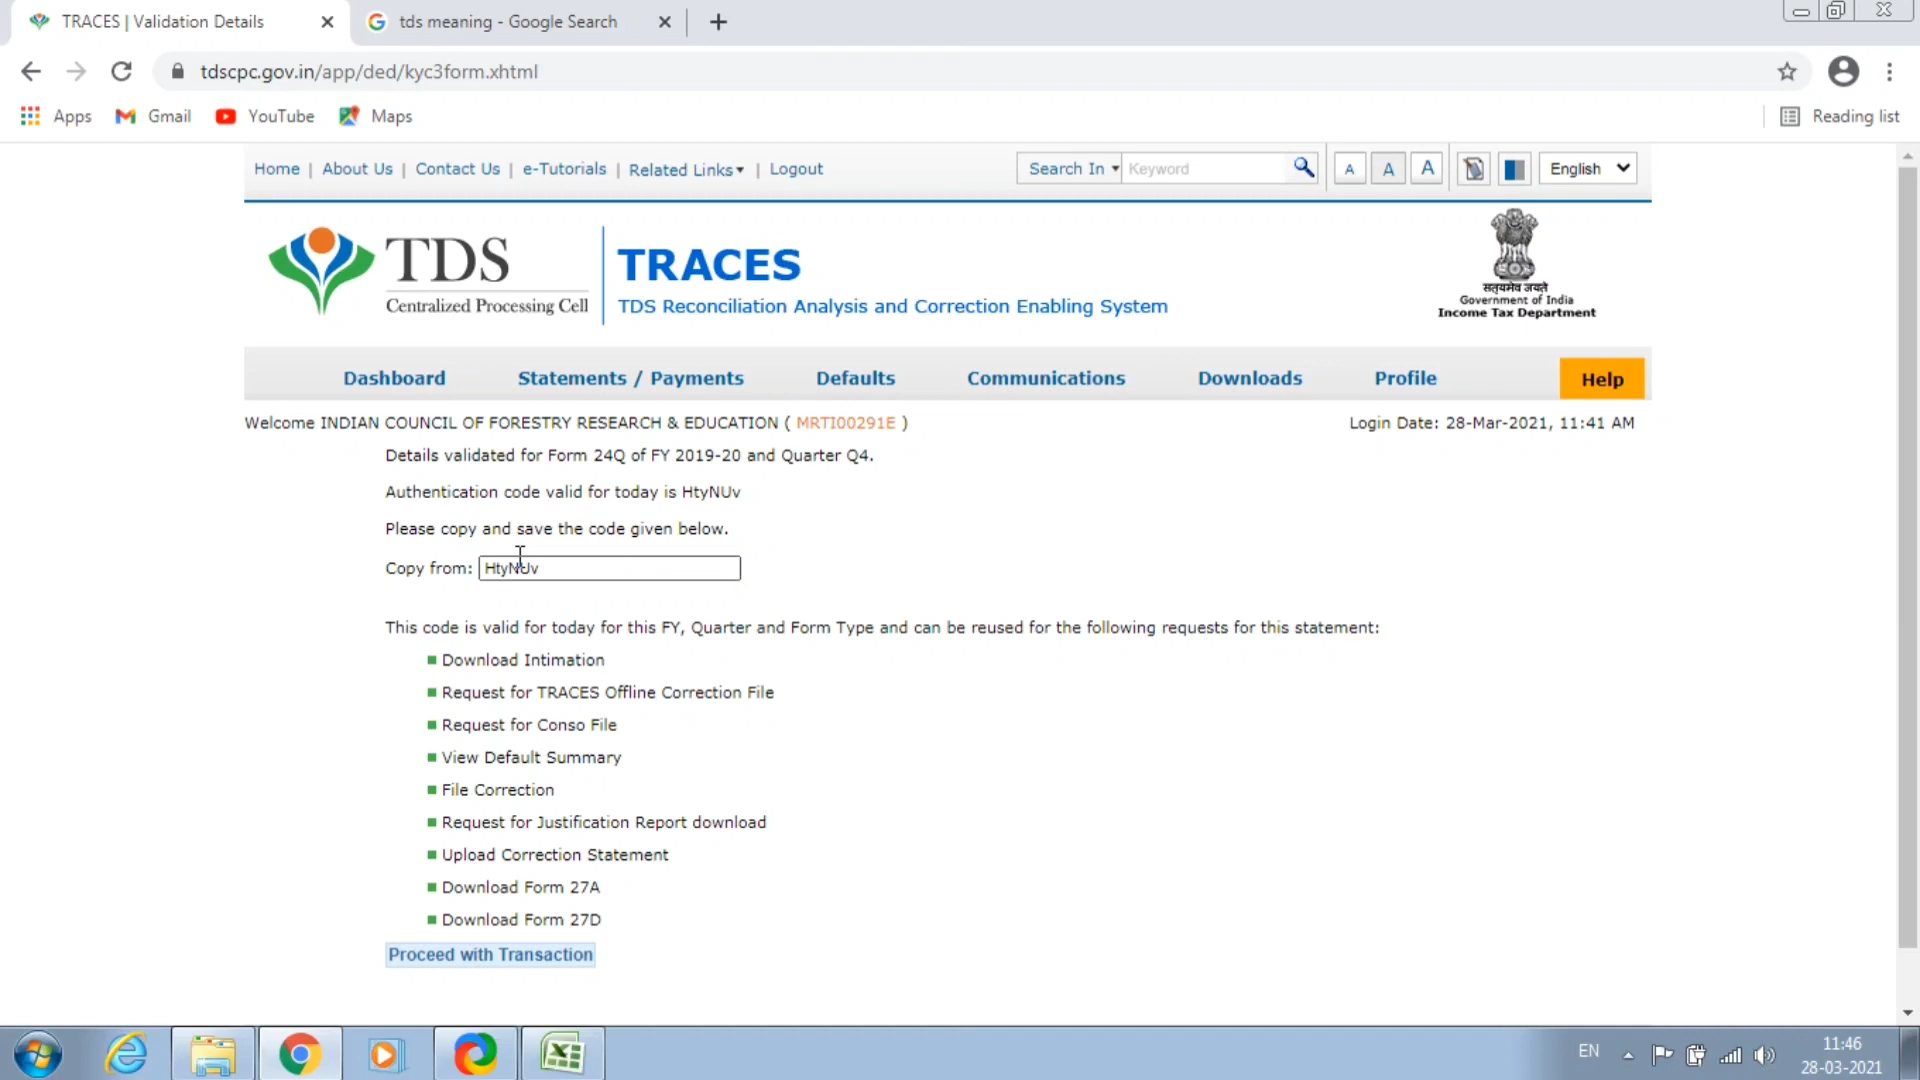 TRACES | Validation Details
tds meaning - Google Search
tdscpc.gov.in/app/ded/kyc3form.xhtml
Apps Gmail YouTube Maps Reading list
Home | About Us | Contact Us | e-Tutorials | Related Links | Logout
Search In Keyword A A A English
TDS
Centralized Processing Cell
TRACES
TDS Reconciliation Analysis and Correction Enabling System
सत्यमेव जयते
Government of India
Income Tax Department
Dashboard Statements / Payments Defaults Communications Downloads Profile Help
Welcome INDIAN COUNCIL OF FORESTRY RESEARCH & EDUCATION ( MRTI00291E ) Login Date: 28-Mar-2021, 11:41 AM
Details validated for Form 24Q of FY 2019-20 and Quarter Q4.
Authentication code valid for today is HtyNUv
Please copy and save the code given below.
Copy from: HtyNUv
This code is valid for today for this FY, Quarter and Form Type and can be reused for the following requests for this statement:
Download Intimation
Request for TRACES Offline Correction File
Request for Conso File
View Default Summary
File Correction
Request for Justification Report download
Upload Correction Statement
Download Form 27A
Download Form 27D
Proceed with Transaction
EN 11:46
28-03-2021